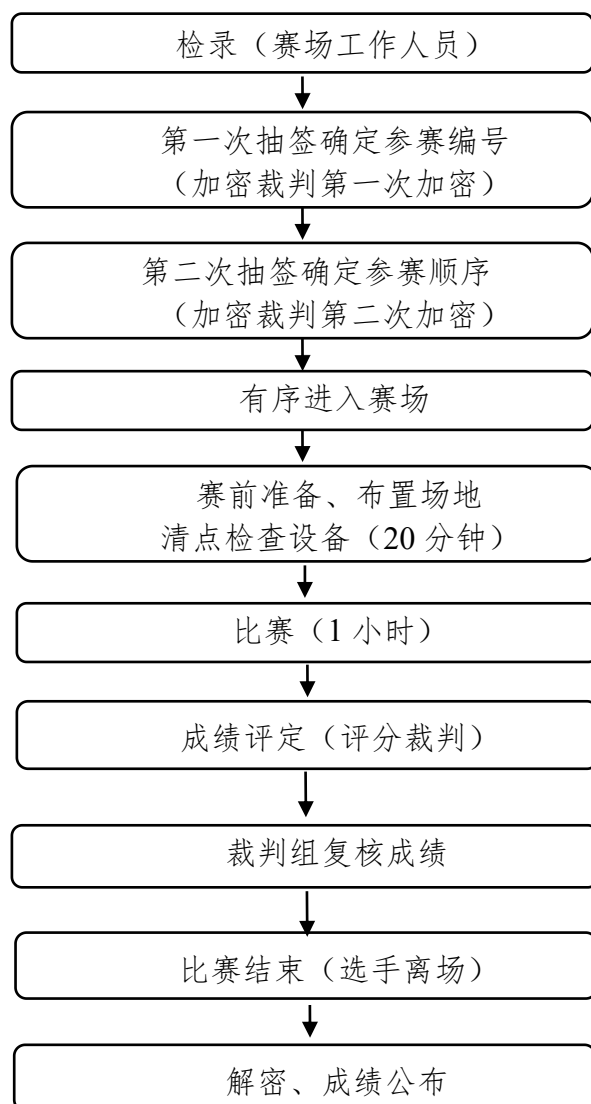 检录（赛场工作人员）
第一次抽签确定参赛编号
（加密裁判第一次加密）
第二次抽签确定参赛顺序
（加密裁判第二次加密）
有序进入赛场
赛前准备、布置场地
清点检查设备（20 分钟）
比赛（1 小时）
成绩评定（评分裁判）
裁判组复核成绩
比赛结束（选手离场）
解密、成绩公布